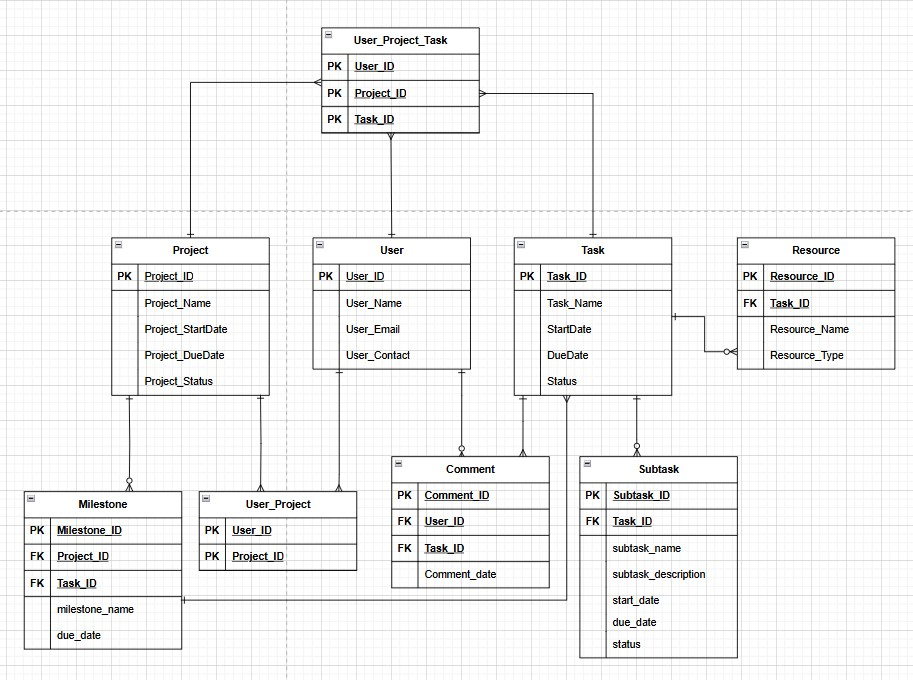 User_Project_Task
PK User_ID
PK Project_ID
PK Task_ID
Project
PK Project_ID
Project_Name
Project_StartDate
Project_DueDate
Project_Status
User
PK User_ID
User_Name
User_Email
User_Contact
Task
PK Task_ID
Task_Name
StartDate
DueDate
Status
Resource
PK Resource_ID
FK Task_ID
Resource_Name
Resource_Type
Milestone
PK Milestone_ID
FK Project_ID
FK Task_ID
milestone_name
due_date
User_Project
PK User_ID
PK Project_ID
Comment
PK Comment_ID
FK User_ID
FK Task_ID
Comment_date
Subtask
PK Subtask_ID
FK Task_ID
subtask_name
subtask_description
start_date
due_date
status